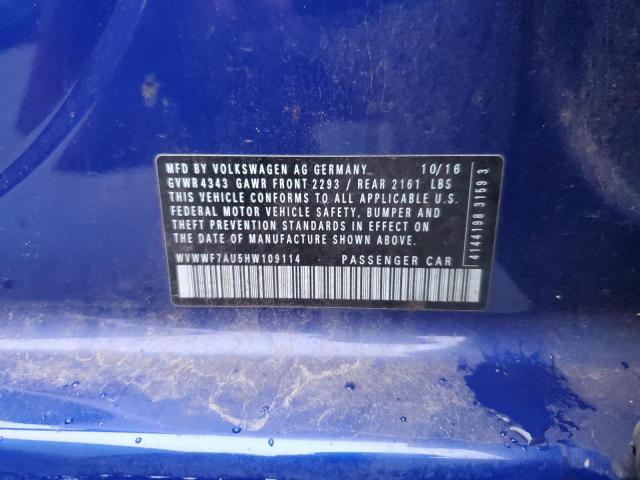 MFD BY VOLKSWAGEN AG GERMANY 10/16
GVWR 4343 GAWR FRONT 2293 / REAR 2161 LBS
THIS VEHICLE CONFORMS TO ALL APPLICABLE U.S.
FEDERAL MOTOR VEHICLE SAFETY, BUMPER AND
THEFT PREVENTION STANDARDS IN EFFECT ON THE
DATE OF MANUFACTURE SHOWN ABOVE.
WVWWF7AU5HW109114 PASSENGER CAR
4144198 3159 3